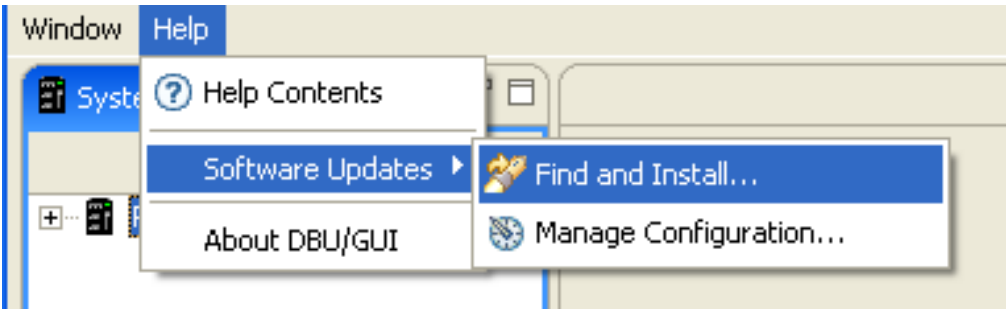 Window Help
Syste
Help Contents
Software Updates
Find and Install...
Manage Configuration...
About DBU/GUI